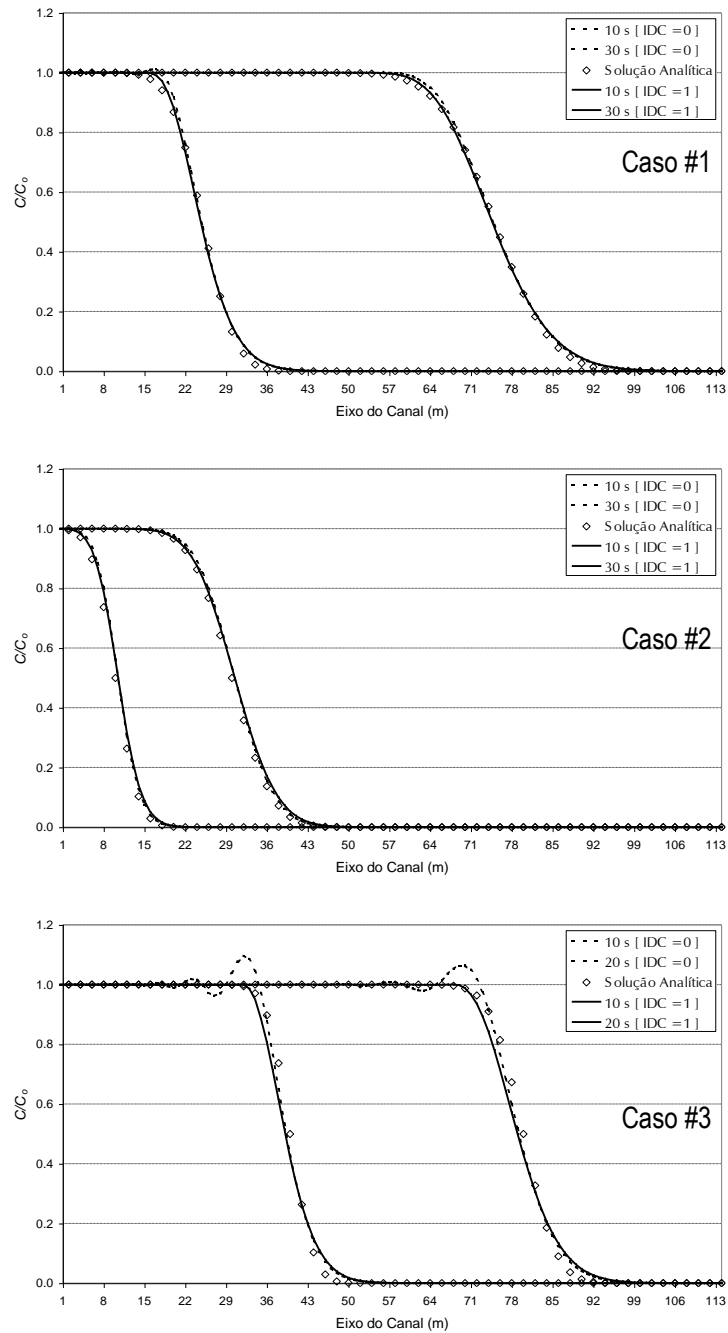 1.2
1.0
0.8
0.6
0.4
0.2
0.0
C/Co
10 s [ IDC =0 ]
30 s [ IDC =0 ]
Solução Analítica
10 s [ IDC =1 ]
30 s [ IDC =1 ]
Caso #1
1 8 15 22 29 36 43 50 57 64 71 78 85 92 99 106 113
Eixo do Canal (m)
1.2
1.0
0.8
0.6
0.4
0.2
0.0
C/Co
10 s [ IDC =0 ]
30 s [ IDC =0 ]
Solução Analítica
10 s [ IDC =1 ]
30 s [ IDC =1 ]
Caso #2
1 8 15 22 29 36 43 50 57 64 71 78 85 92 99 106 113
Eixo do Canal (m)
1.2
1.0
0.8
0.6
0.4
0.2
0.0
C/Co
10 s [ IDC =0 ]
20 s [ IDC =0 ]
Solução Analítica
10 s [ IDC =1 ]
20 s [ IDC =1 ]
Caso #3
1 8 15 22 29 36 43 50 57 64 71 78 85 92 99 106 113
Eixo do Canal (m)